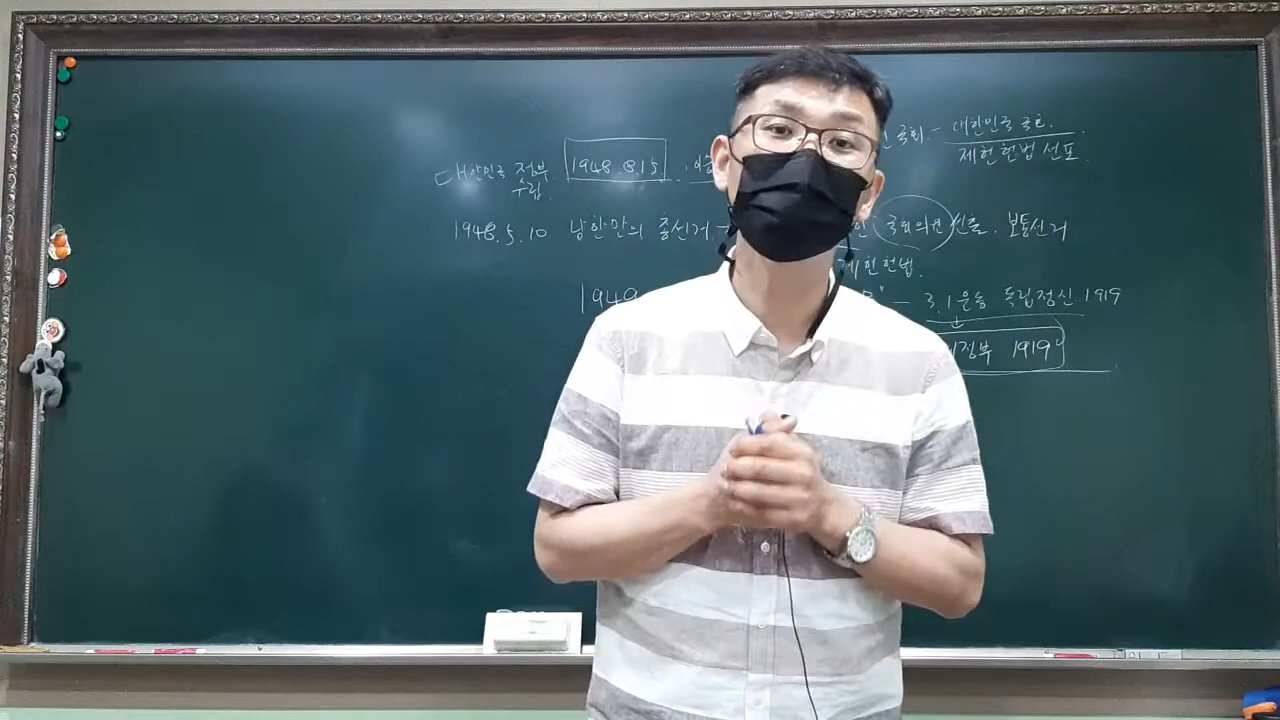 국회. - 대한민국 국호.
대한민국 정부 1948.8.15
제헌헌법 선포
수립.
1948.5.10 남한만의 총선거 - 국회의원 선출. 보통선거
제헌헌법.
1949 - 3.1운동 독립정신 1919
정부 1919